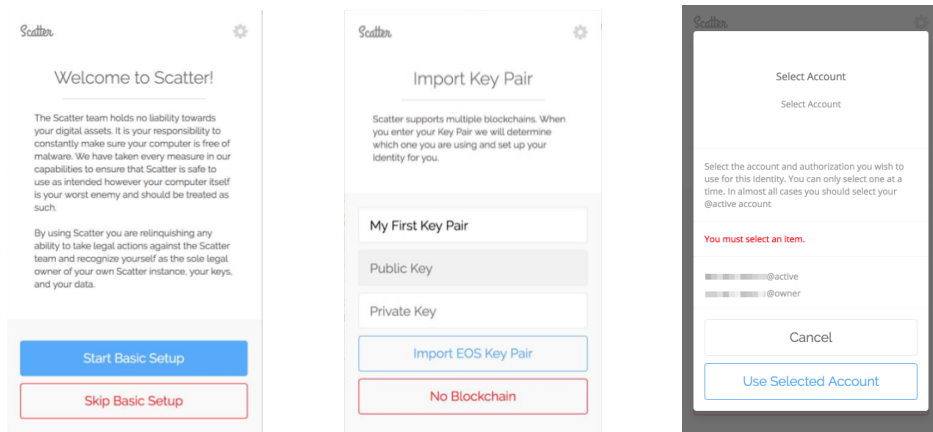 Scatter
Welcome to Scatter!
The Scatter team holds no liability towards
your digital assets. It is your responsibility to
constantly make sure your computer is free of
malware. We have taken every measure in our
capabilities to ensure that Scatter is safe to
use as intended however your computer itself
is your worst enemy and should be treated as
such.
By using Scatter you are relinquishing any
ability to take legal actions against the Scatter
team and recognize yourself as the sole legal
owner of your own Scatter instance, your keys,
and your data.
Start Basic Setup
Skip Basic Setup
Scatter
Import Key Pair
Scatter supports multiple blockchains. When
you enter your Key Pair we will determine
which one you are using and set up your
Identity for you.
My First Key Pair
Public Key
Private Key
Import EOS Key Pair
No Blockchain
Scatter
Select Account
Select Account
Select the account and authorization you wish to
use for this Identity. You can only select one at a
time. In almost all cases you should select your
@active account
You must select an item.
@active
@owner
Cancel
Use Selected Account